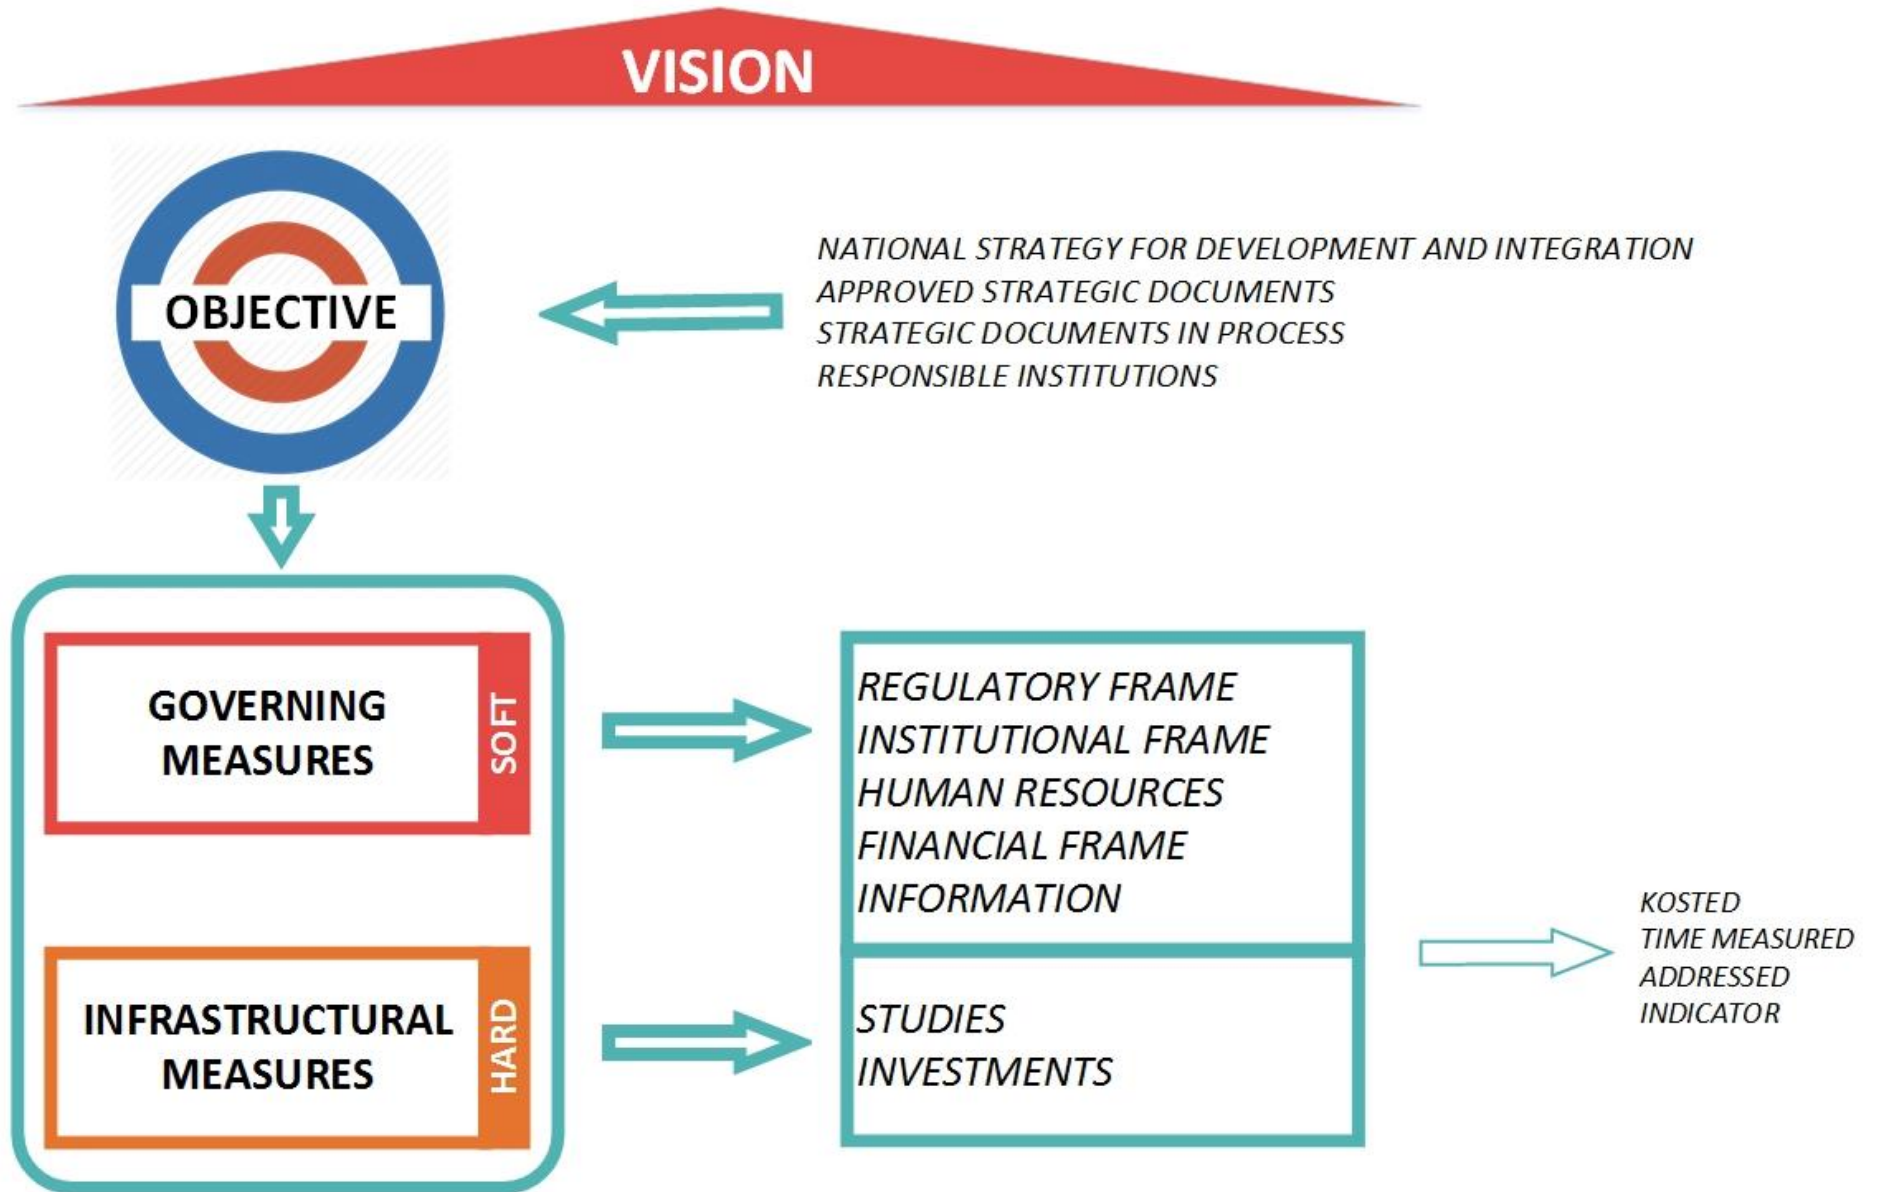 VISION
OBJECTIVE
NATIONAL STRATEGY FOR DEVELOPMENT AND INTEGRATION
APPROVED STRATEGIC DOCUMENTS
STRATEGIC DOCUMENTS IN PROCESS
RESPONSIBLE INSTITUTIONS
GOVERNING
MEASURES
SOFT
REGULATORY FRAME
INSTITUTIONAL FRAME
HUMAN RESOURCES
FINANCIAL FRAME
INFORMATION
INFRASTRUCTURAL
MEASURES
HARD
STUDIES
INVESTMENTS
KOSTED
TIME MEASURED
ADDRESSED
INDICATOR